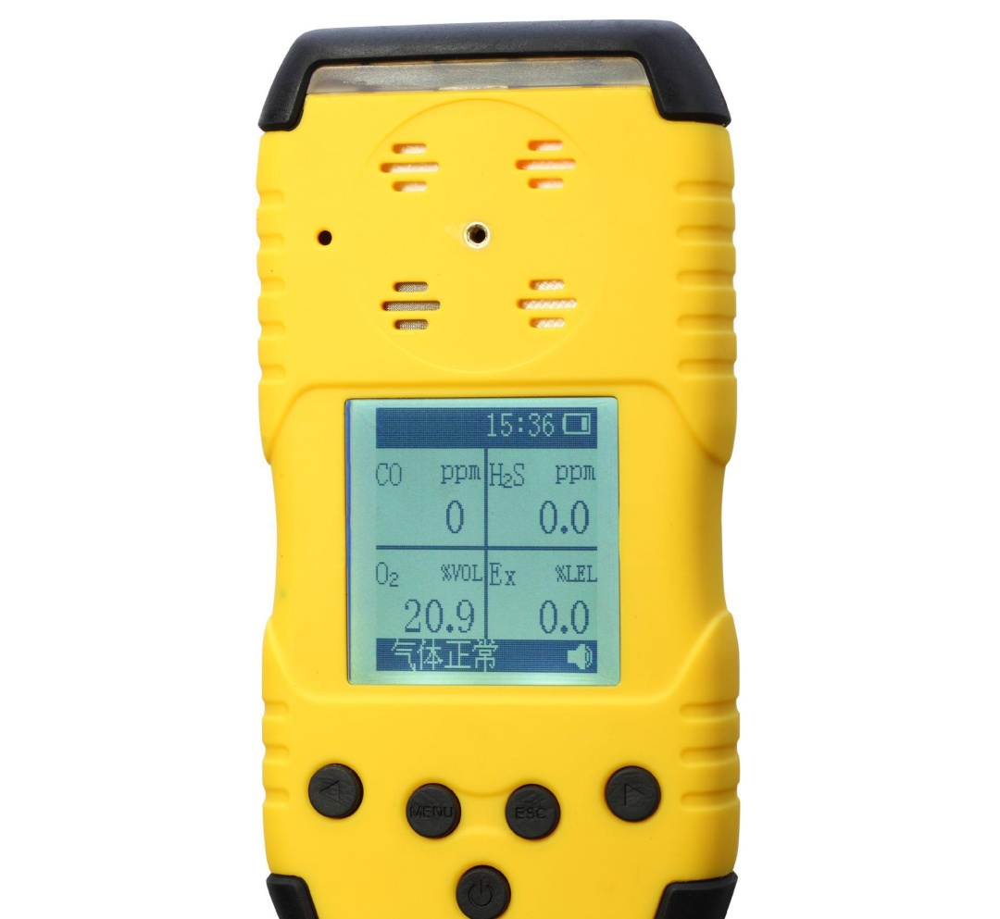 15:36
CO ppm H₂S ppm
0 0.0
O₂ %VOL Ex %LEL
20.9 0.0
气体正常
MENU ESC